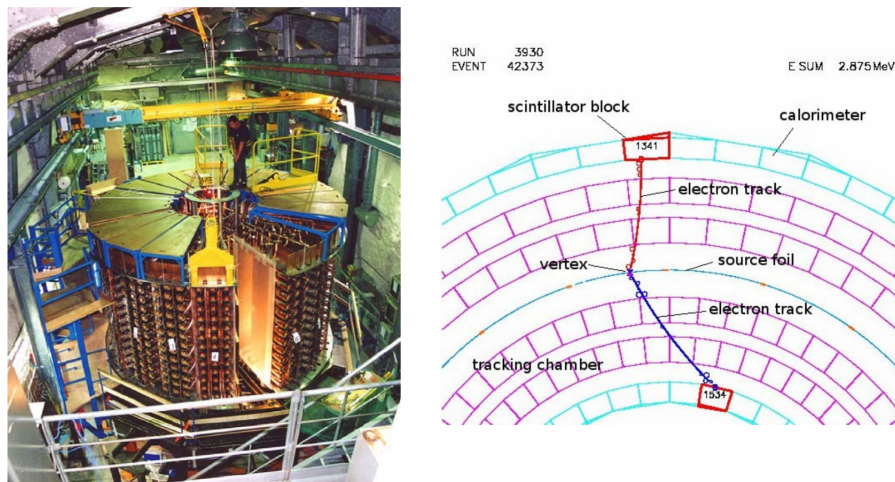 RUN 3930
EVENT 42373
E SUM 2.875 MeV
scintillator block
calorimeter
1341
electron track
vertex
source foil
electron track
tracking chamber
1534